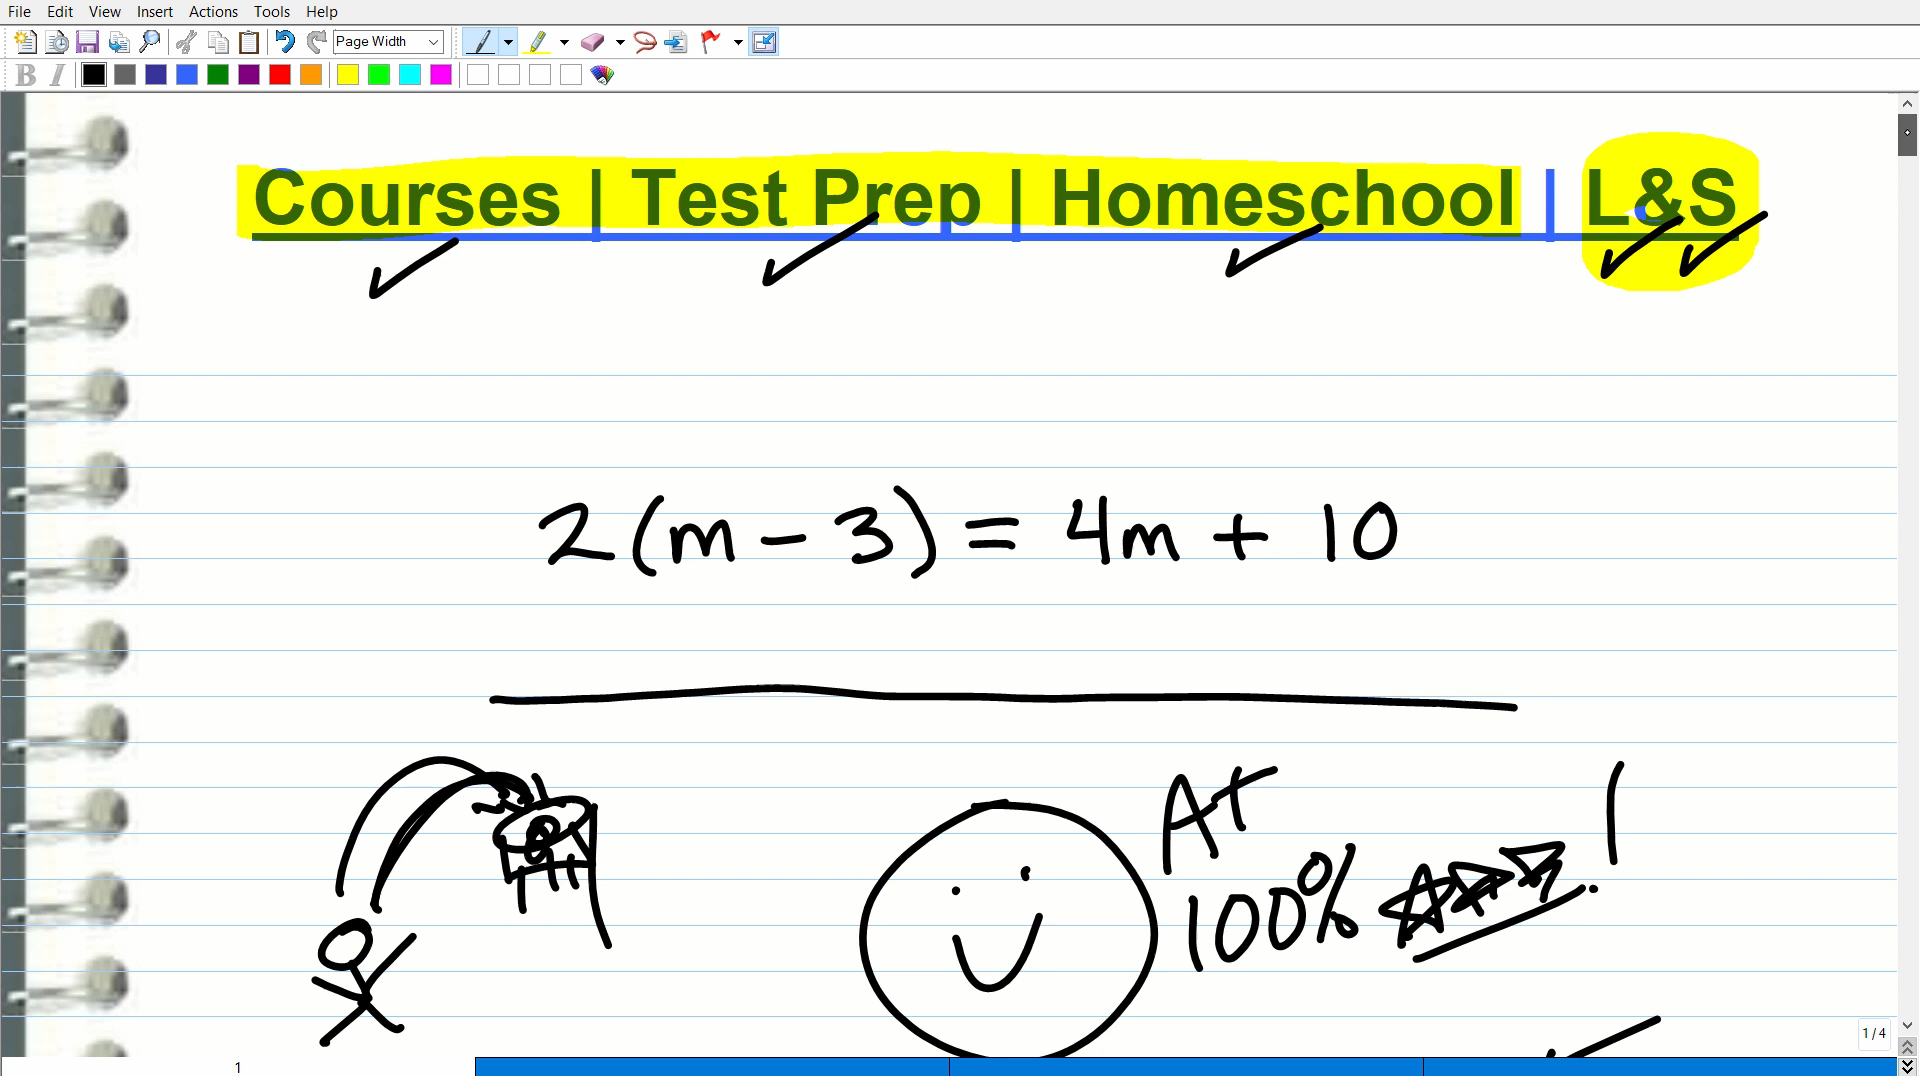 File Edit View Insert Actions Tools Help
Page Width
B I
Courses | Test Prep | Homeschool | L&S
2(m - 3) = 4m + 10
A+
100%
1 / 4
1